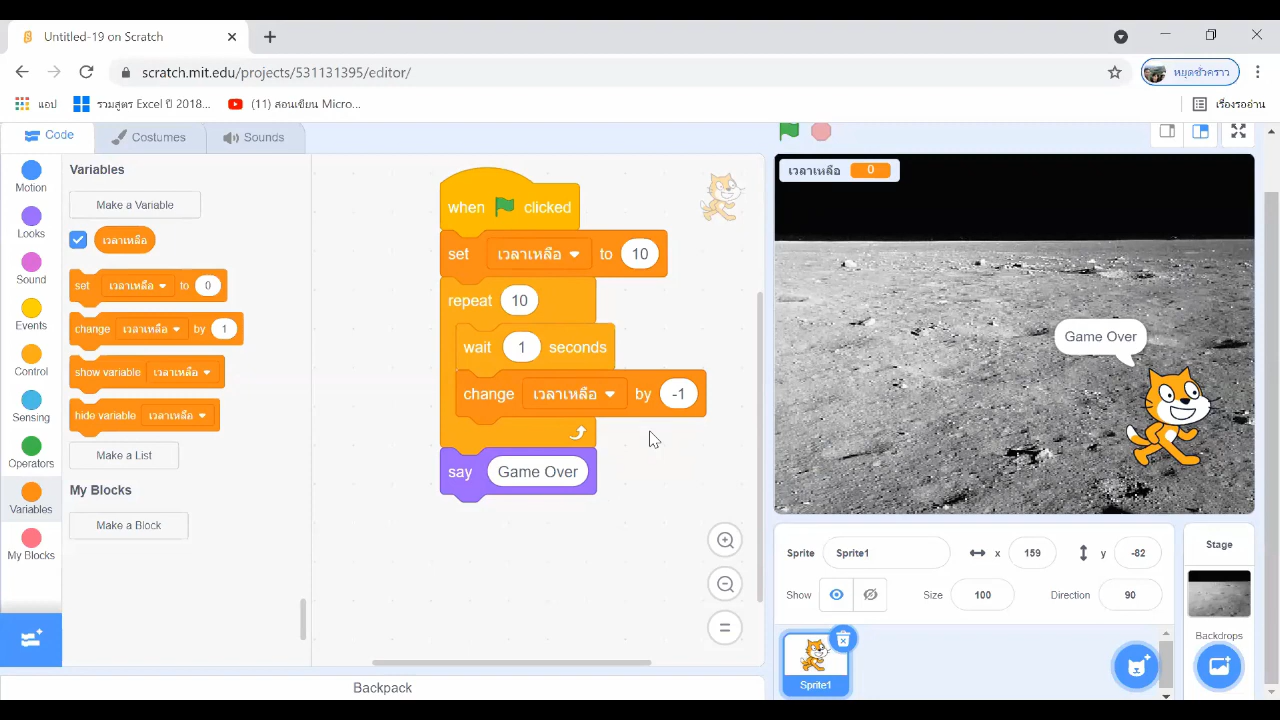 Untitled-19 on Scratch
scratch.mit.edu/projects/531131395/editor/
หยุดชั่วคราว
แอป
รวมสูตร Excel ปี 2018...
(11) สอนเขียน Micro...
เรื่องรออ่าน
Code
Costumes
Sounds
Motion
Looks
Sound
Events
Control
Sensing
Operators
Variables
My Blocks
Variables
Make a Variable
เวลาเหลือ
set เวลาเหลือ to 0
change เวลาเหลือ by 1
show variable เวลาเหลือ
hide variable เวลาเหลือ
Make a List
My Blocks
Make a Block
when clicked
set เวลาเหลือ to 10
repeat 10
wait 1 seconds
change เวลาเหลือ by -1
say Game Over
เวลาเหลือ 0
Game Over
Sprite Sprite1 x 159 y -82
Show Size 100 Direction 90
Sprite1
Stage
Backdrops
Backpack